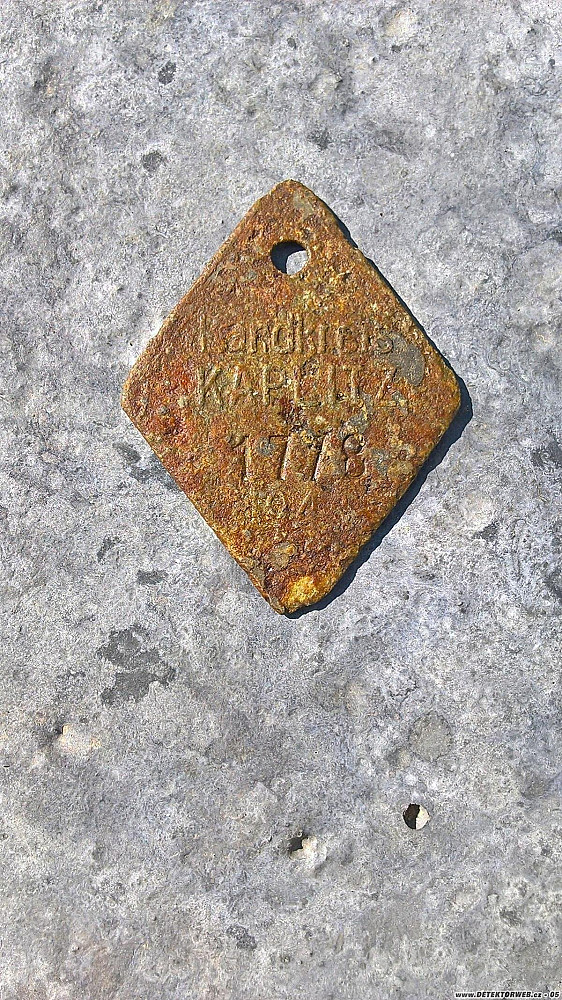 Landkreis
KAPLITZ
1778
www.DETEKTORWEB.cz - 05